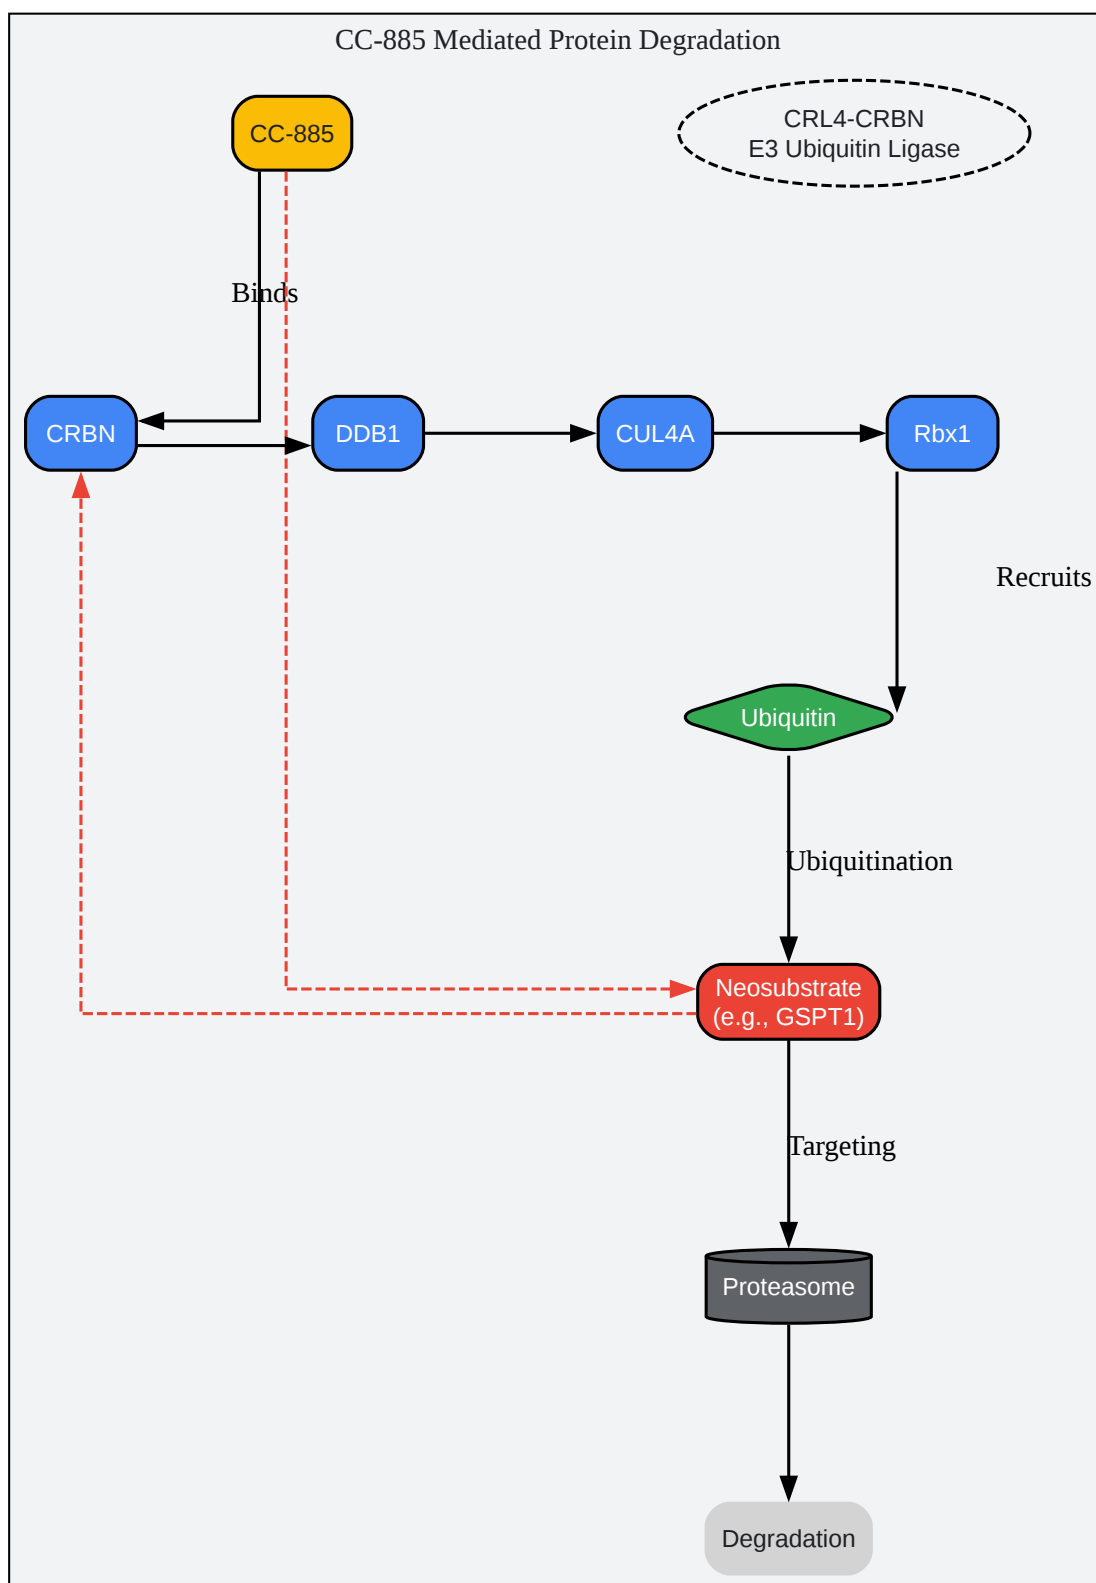 CC-885 Mediated Protein Degradation
CC-885
CRL4-CRBN
E3 Ubiquitin Ligase
Binds
CRBN
DDB1
CUL4A
Rbx1
Recruits
Ubiquitin
Ubiquitination
Neosubstrate
(e.g., GSPT1)
Targeting
Proteasome
Degradation